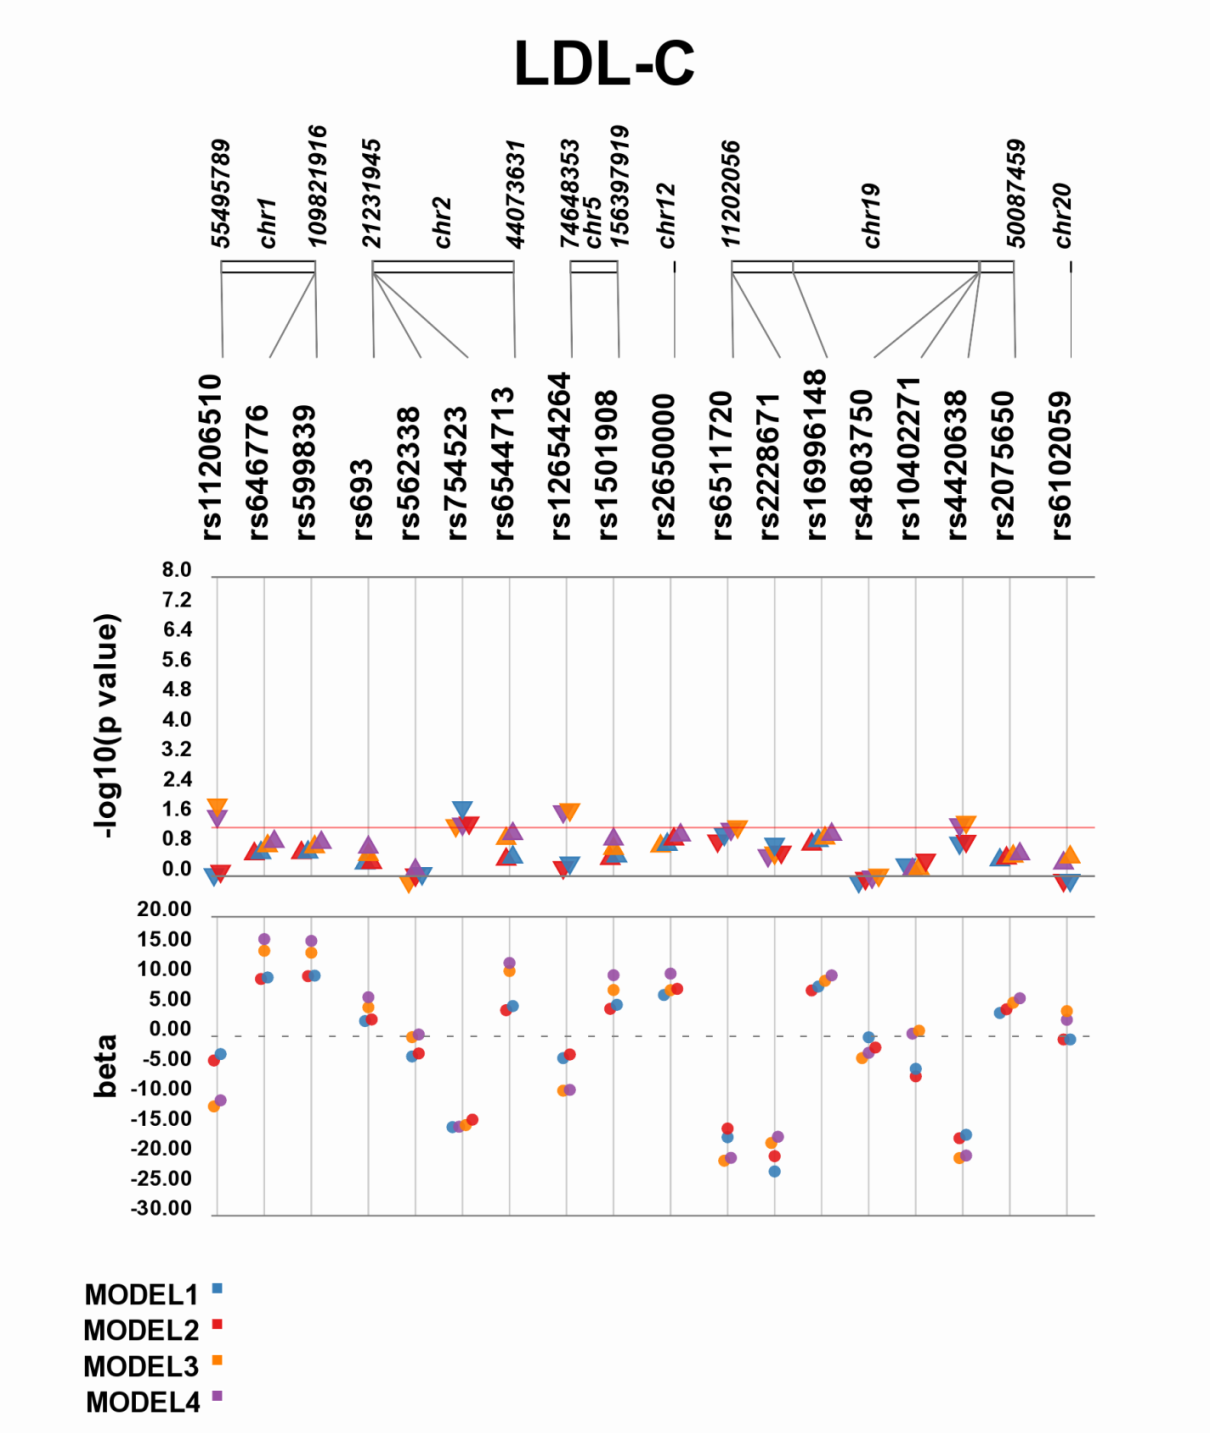 LDL-C
55495789
chr1
109821916
21231945
chr2
44073631
74648353
chr5
156397919
chr12
11202056
chr19
50087459
chr20
rs11206510
rs646776
rs599839
rs693
rs562338
rs754523
rs6544713
rs12654264
rs1501908
rs2650000
rs6511720
rs2228671
rs16996148
rs4803750
rs10402271
rs4420638
rs2075650
rs6102059
-log10(p value)
8.0
7.2
6.4
5.6
4.8
4.0
3.2
2.4
1.6
0.8
0.0
beta
20.00
15.00
10.00
5.00
0.00
-5.00
-10.00
-15.00
-20.00
-25.00
-30.00
MODEL1
MODEL2
MODEL3
MODEL4